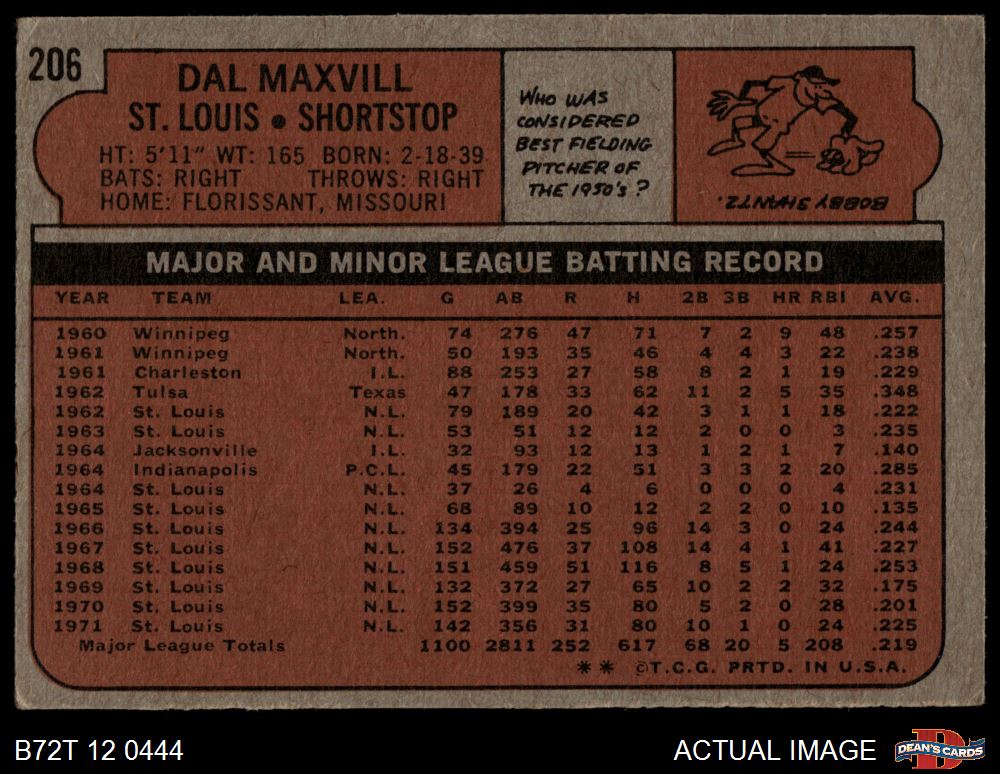 206
DAL MAXVILL
ST. LOUIS • SHORTSTOP
HT: 5'11" WT: 165 BORN: 2-18-39
BATS: RIGHT THROWS: RIGHT
HOME: FLORISSANT, MISSOURI
WHO WAS
CONSIDERED
BEST FIELDING
PITCHER OF
THE 1950's?
BOBBY SHANTZ.
MAJOR AND MINOR LEAGUE BATTING RECORD
YEAR TEAM LEA. G AB R H 2B 3B HR RBI AVG.
1960 Winnipeg North. 74 276 47 71 7 2 9 48 .257
1961 Winnipeg North. 50 193 35 46 4 4 3 22 .238
1961 Charleston I.L. 88 253 27 58 8 2 1 19 .229
1962 Tulsa Texas 47 178 33 62 11 2 5 35 .348
1962 St. Louis N.L. 79 189 20 42 3 1 1 18 .222
1963 St. Louis N.L. 53 51 12 12 2 0 0 3 .235
1964 Jacksonville I.L. 32 93 12 13 1 2 1 7 .140
1964 Indianapolis P.C.L. 45 179 22 51 3 3 2 20 .285
1964 St. Louis N.L. 37 26 4 6 0 0 0 4 .231
1965 St. Louis N.L. 68 89 10 12 2 2 0 10 .135
1966 St. Louis N.L. 134 394 25 96 14 3 0 24 .244
1967 St. Louis N.L. 152 476 37 108 14 4 1 41 .227
1968 St. Louis N.L. 151 459 51 116 8 5 1 24 .253
1969 St. Louis N.L. 132 372 27 65 10 2 2 32 .175
1970 St. Louis N.L. 152 399 35 80 5 2 0 28 .201
1971 St. Louis N.L. 142 356 31 80 10 1 0 24 .225
Major League Totals 1100 2811 252 617 68 20 5 208 .219
** ©T.C.G. PRTD. IN U.S.A.
B72T 12 0444
ACTUAL IMAGE
DEAN'S CARDS